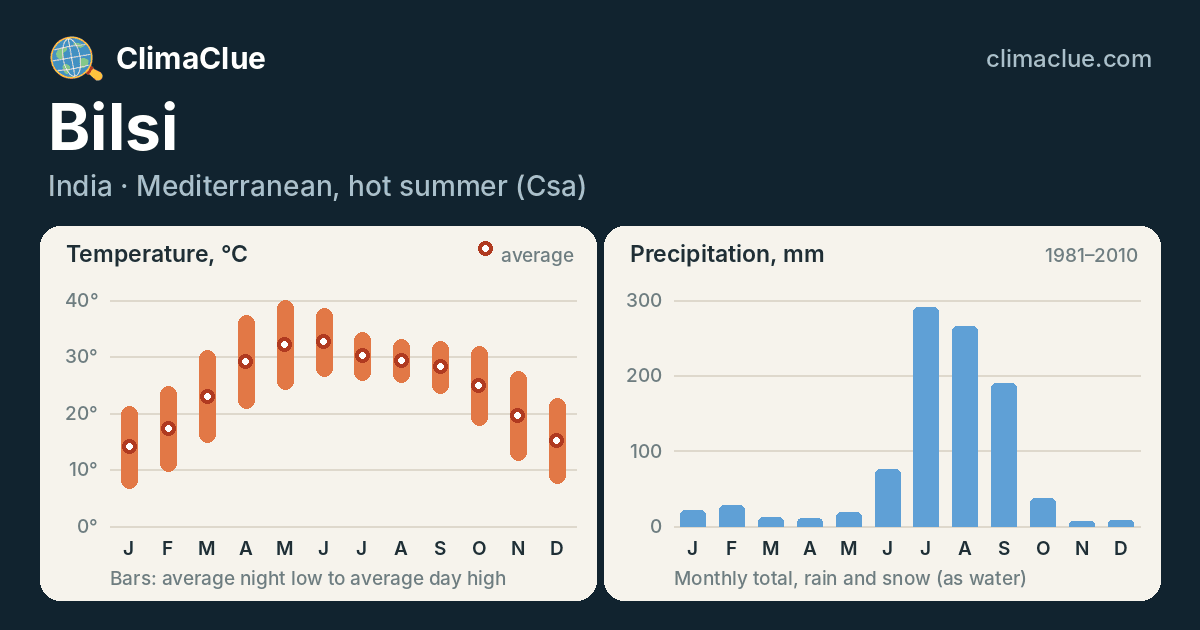 ClimaClue
climaclue.com
Bilsi
India · Mediterranean, hot summer (Csa)
Temperature, °C
average
40°
30°
20°
10°
0°
J F M A M J J A S O N D
Bars: average night low to average day high
Precipitation, mm
1981–2010
300
200
100
0
J F M A M J J A S O N D
Monthly total, rain and snow (as water)